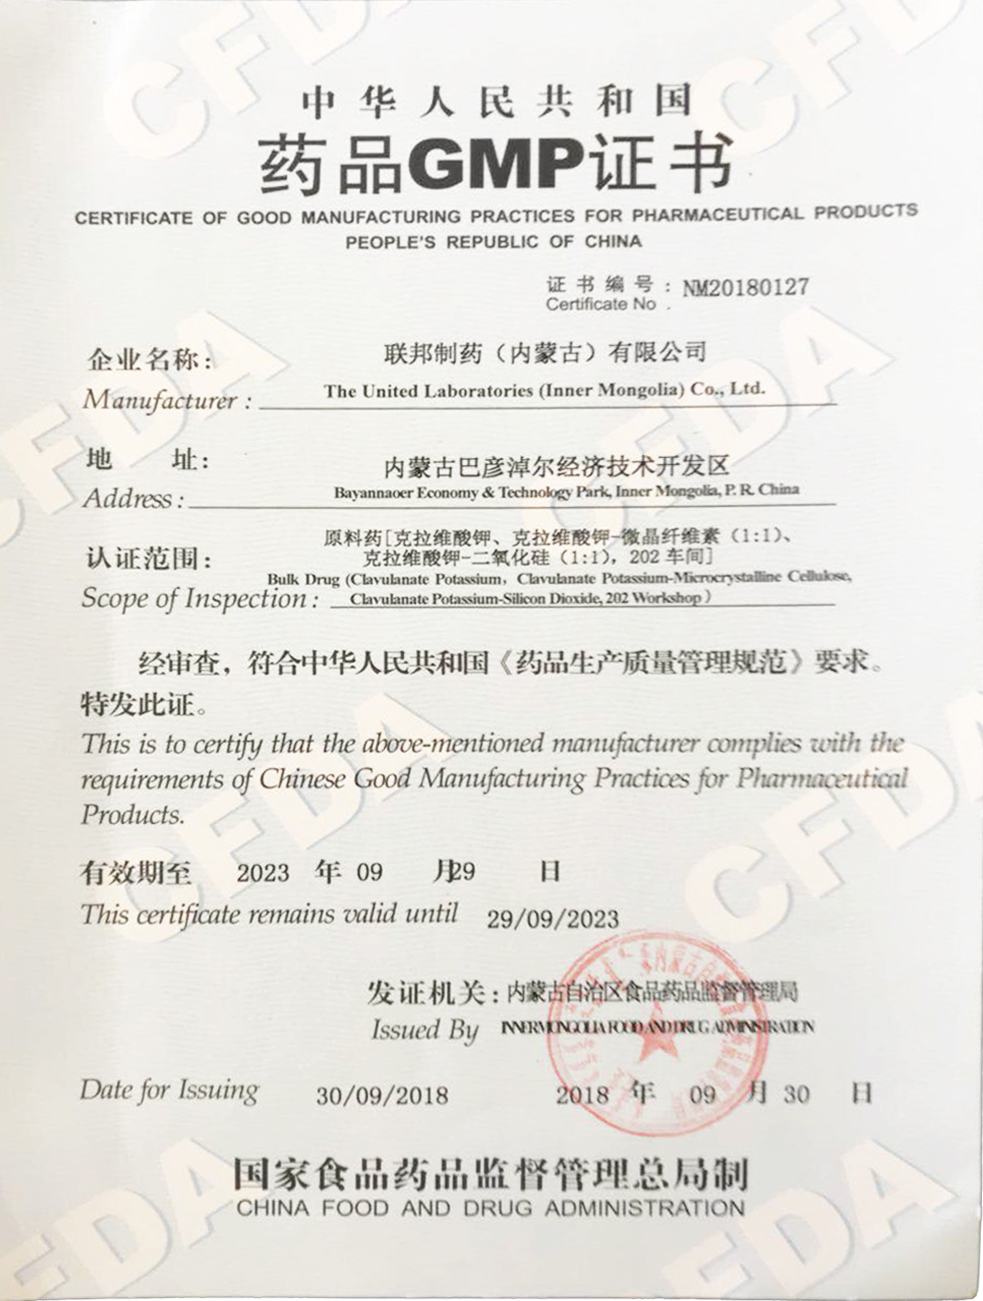 中华人民共和国
药品GMP证书
CERTIFICATE OF GOOD MANUFACTURING PRACTICES FOR PHARMACEUTICAL PRODUCTS
PEOPLE'S REPUBLIC OF CHINA
证书编号：NM20180127
Certificate No .
企业名称：联邦制药（内蒙古）有限公司
Manufacturer : The United Laboratories (Inner Mongolia) Co., Ltd.
地 址：内蒙古巴彦淖尔经济技术开发区
Address : Bayannaoer Economy & Technology Park, Inner Mongolia, P. R. China
认证范围：原料药[克拉维酸钾、克拉维酸钾-微晶纤维素（1:1）、
克拉维酸钾-二氧化硅（1:1），202 车间]
Scope of Inspection : Bulk Drug (Clavulanate Potassium，Clavulanate Potassium-Microcrystalline Cellulose,
Clavulanate Potassium-Silicon Dioxide, 202 Workshop）
经审查，符合中华人民共和国《药品生产质量管理规范》要求。
特发此证。
This is to certify that the above-mentioned manufacturer complies with the
requirements of Chinese Good Manufacturing Practices for Pharmaceutical
Products.
有效期至 2023 年 09 月29 日
This certificate remains valid until 29/09/2023
发证机关：内蒙古自治区食品药品监督管理局
Issued By INNERMONGOLIA FOOD AND DRUG ADMINISTRATION
Date for Issuing 30/09/2018 2018 年 09 月 30 日
国家食品药品监督管理总局制
CHINA FOOD AND DRUG ADMINISTRATION
CFDA